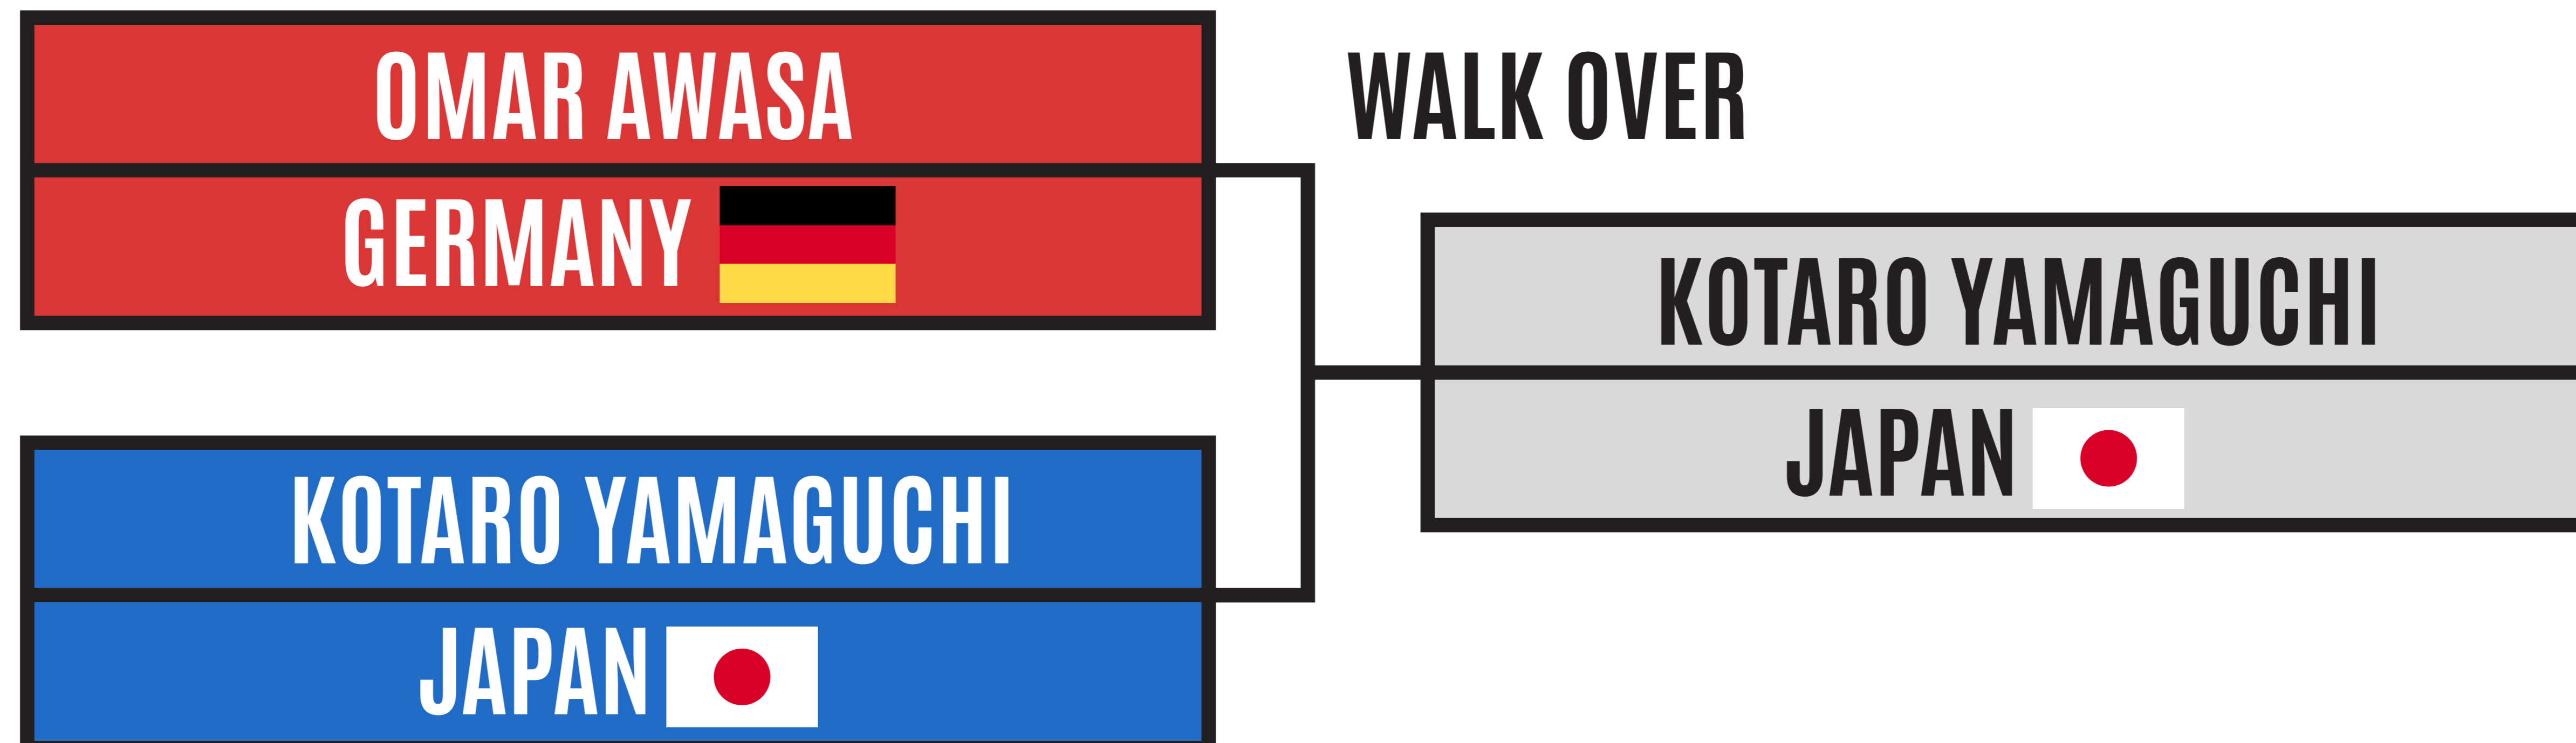 OMAR AWASA
GERMANY
WALK OVER
KOTARO YAMAGUCHI
JAPAN
KOTARO YAMAGUCHI
JAPAN